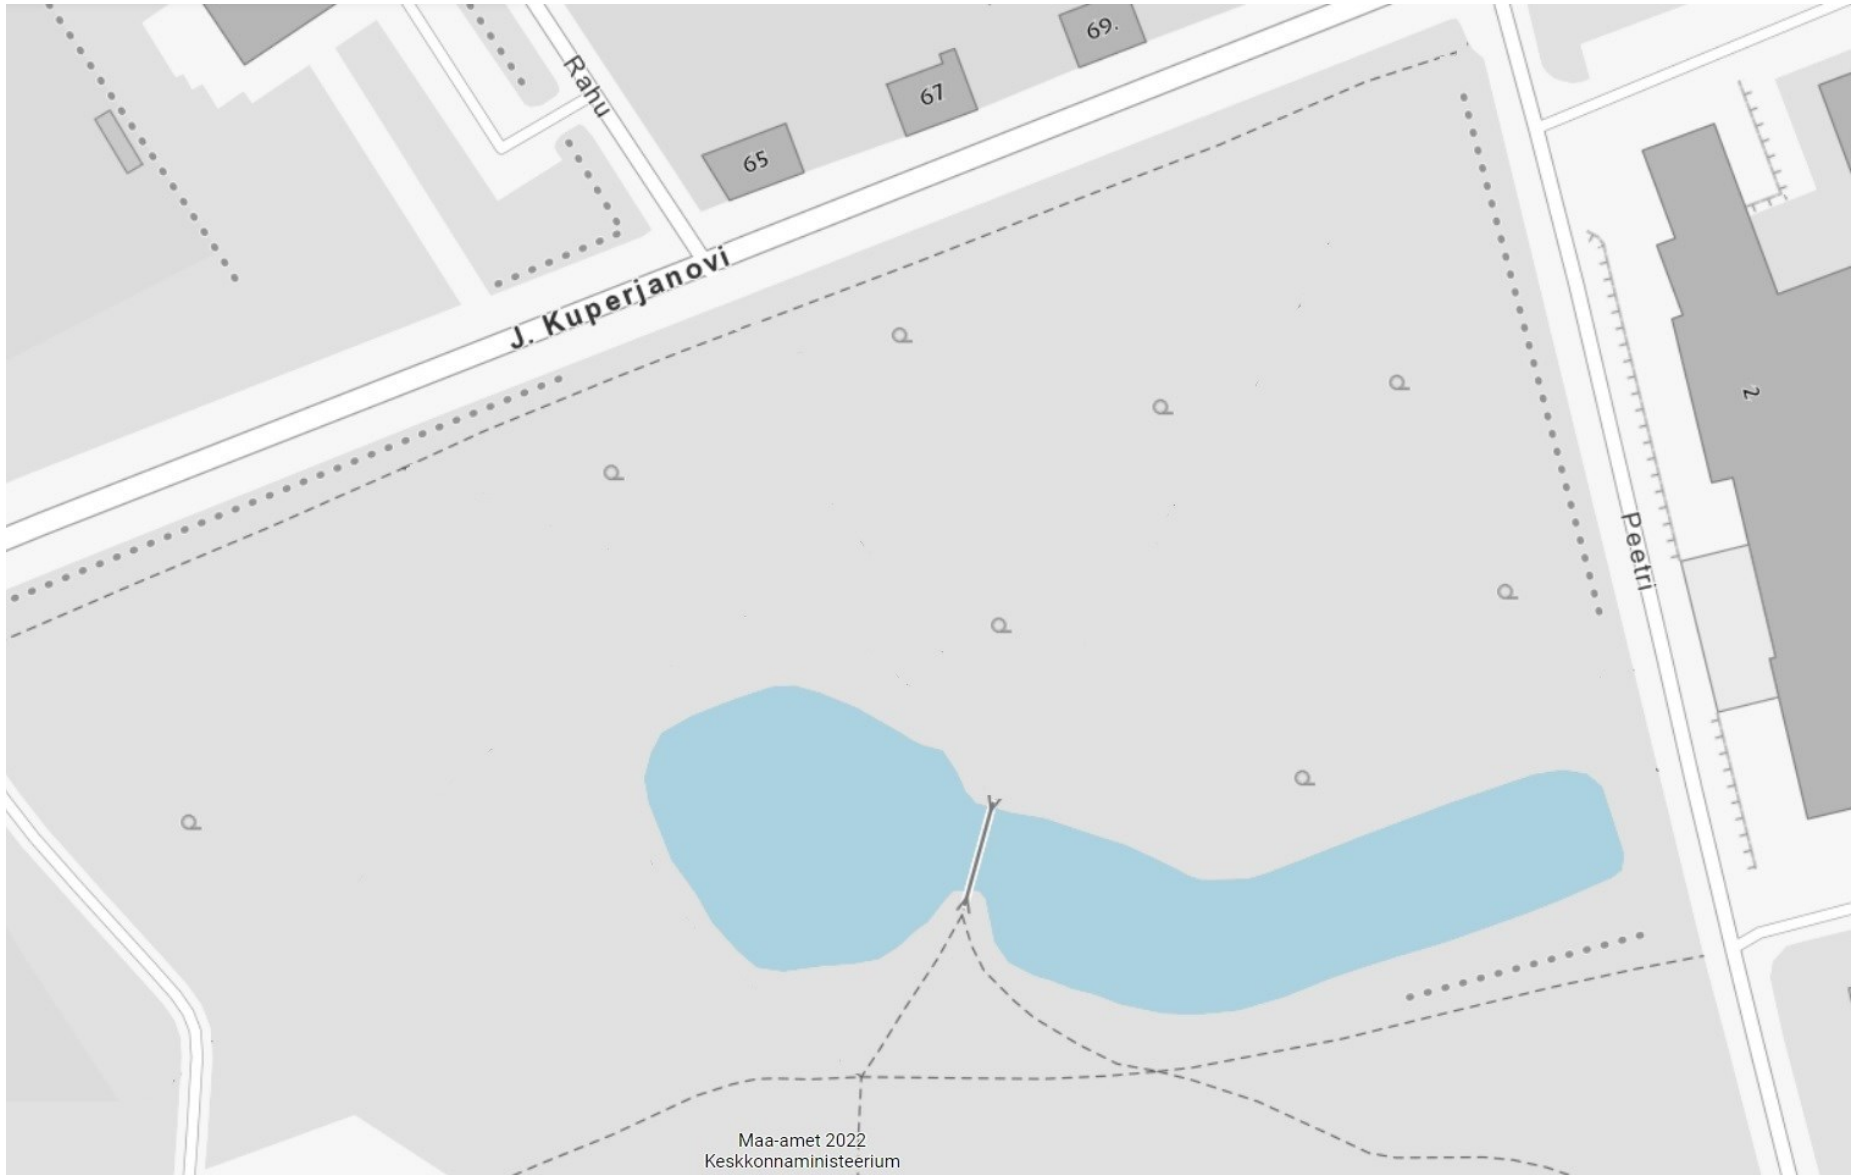 69.
67
65
Rahu
J. Kuperjanovi
2
Peetri
Maa-amet 2022
Keskkonnaministeerium